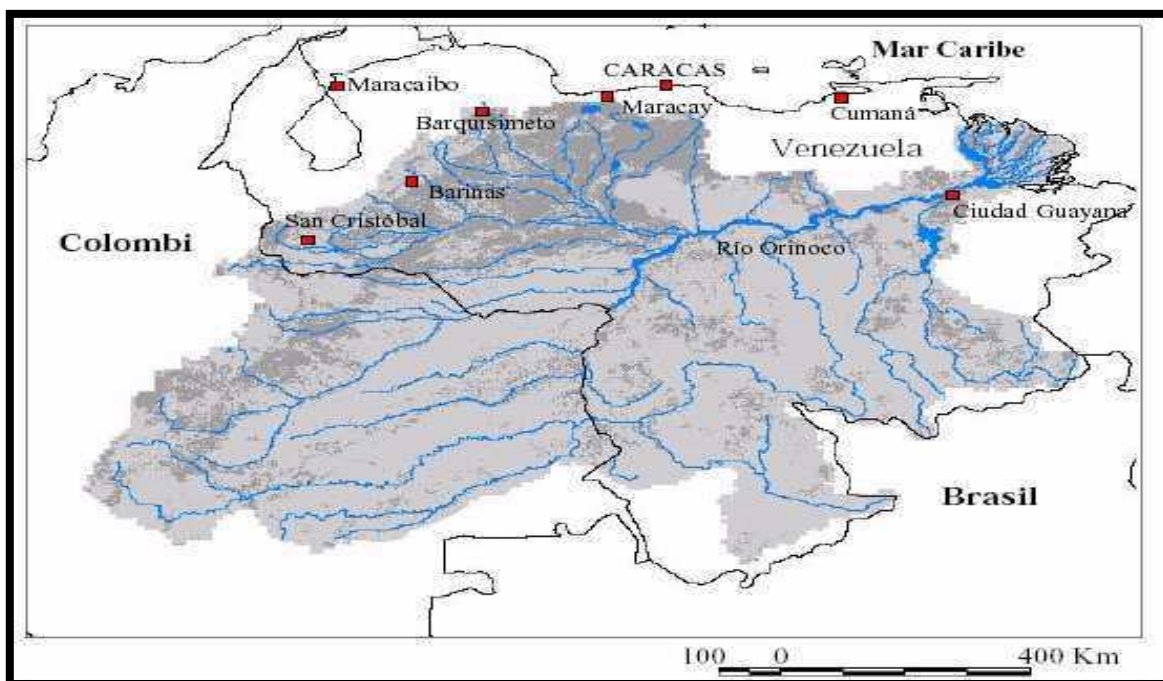 Mar Caribe
CARACAS
Maracaibo
Maracay
Cumaná
Barquisimeto
Venezuela
Barinas
Ciudad Guayana
San Cristóbal
Colombi
Río Orinoco
Brasil
100 0 400 Km